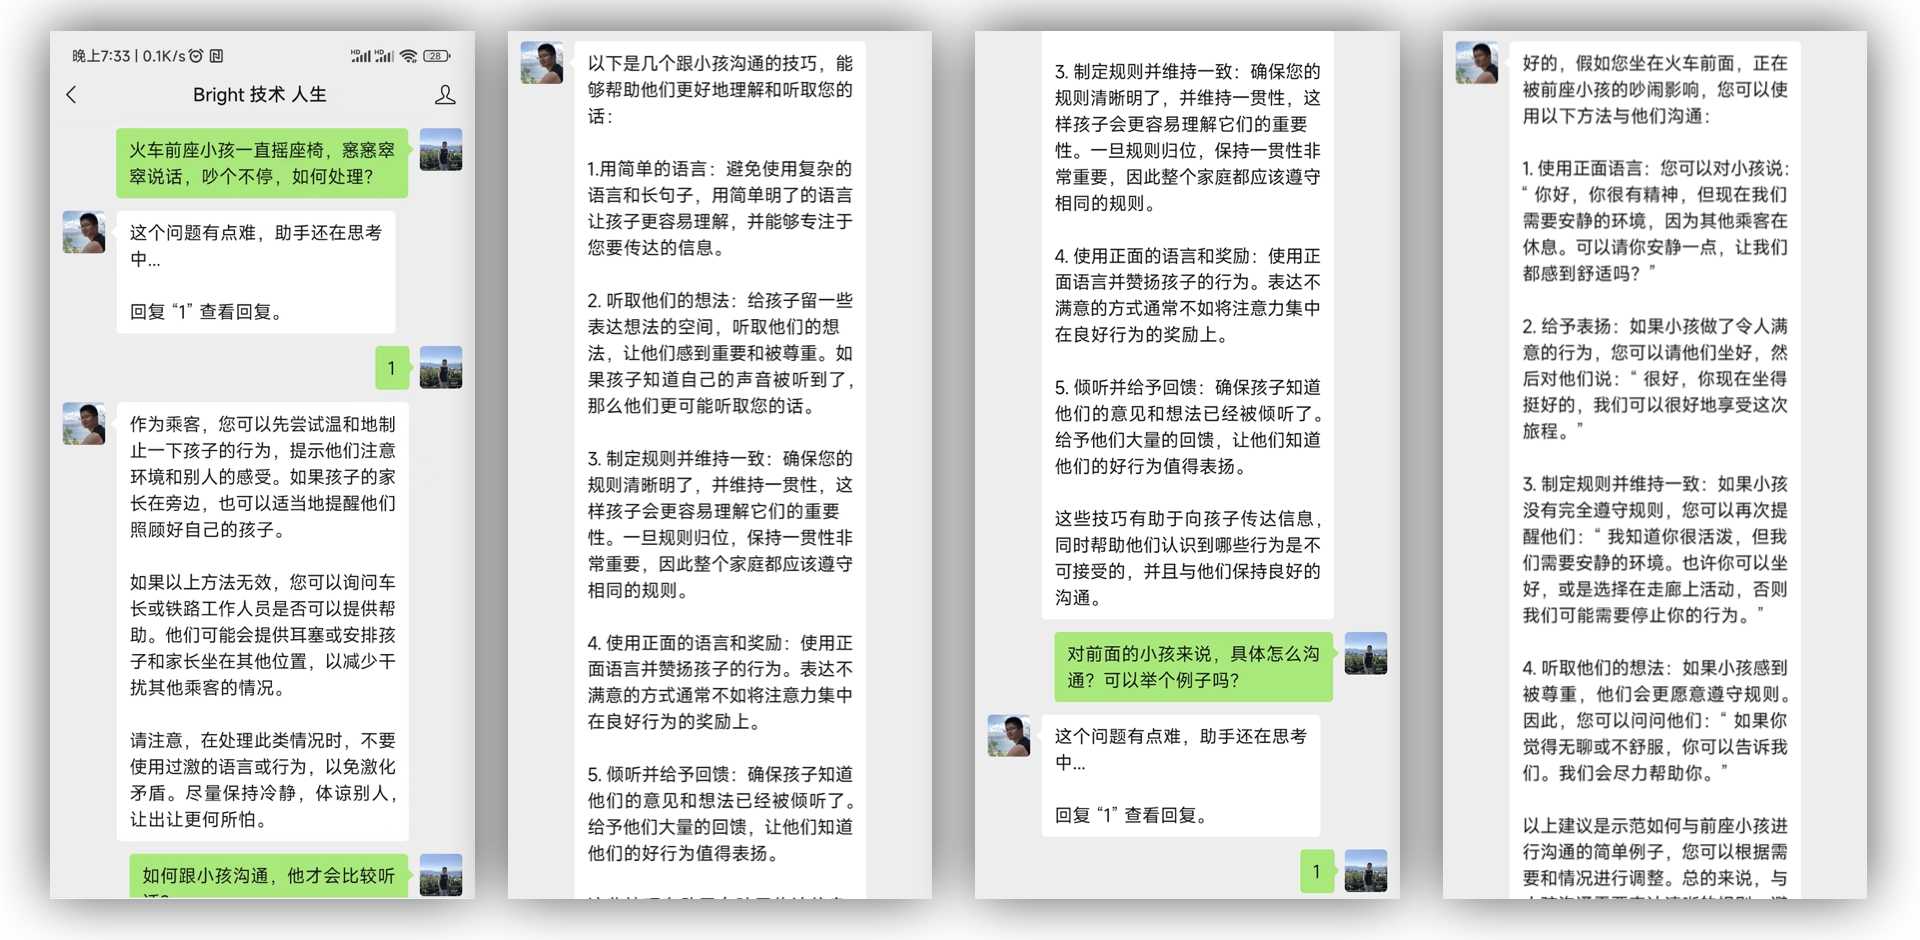 晚上7:33 | 0.1K/s
HD HD 28
Bright 技术 人生
火车前座小孩一直摇座椅，窸窸窣
窣说话，吵个不停，如何处理？
这个问题有点难，助手还在思考
中...
回复 “1” 查看回复。
1
作为乘客，您可以先尝试温和地制
止一下孩子的行为，提示他们注意
环境和别人的感受。如果孩子的家
长在旁边，也可以适当地提醒他们
照顾好自己的孩子。
如果以上方法无效，您可以询问车
长或铁路工作人员是否可以提供帮
助。他们可能会提供耳塞或安排孩
子和家长坐在其他位置，以减少干
扰其他乘客的情况。
请注意，在处理此类情况时，不要
使用过激的语言或行为，以免激化
矛盾。尽量保持冷静，体谅别人，
让出让更何所怕。
如何跟小孩沟通，他才会比较听
话？
以下是几个跟小孩沟通的技巧，能
够帮助他们更好地理解和听取您的
话：
1.用简单的语言：避免使用复杂的
语言和长句子，用简单明了的语言
让孩子更容易理解，并能够专注于
您要传达的信息。
2. 听取他们的想法：给孩子留一些
表达想法的空间，听取他们的想
法，让他们感到重要和被尊重。如
果孩子知道自己的声音被听到了，
那么他们更可能听取您的话。
3. 制定规则并维持一致：确保您的
规则清晰明了，并维持一贯性，这
样孩子会更容易理解它们的重要
性。一旦规则归位，保持一贯性非
常重要，因此整个家庭都应该遵守
相同的规则。
4. 使用正面的语言和奖励：使用正
面语言并赞扬孩子的行为。表达不
满意的方式通常不如将注意力集中
在良好行为的奖励上。
5. 倾听并给予回馈：确保孩子知道
他们的意见和想法已经被倾听了。
给予他们大量的回馈，让他们知道
他们的好行为值得表扬。
3. 制定规则并维持一致：确保您的
规则清晰明了，并维持一贯性，这
样孩子会更容易理解它们的重要
性。一旦规则归位，保持一贯性非
常重要，因此整个家庭都应该遵守
相同的规则。
4. 使用正面的语言和奖励：使用正
面语言并赞扬孩子的行为。表达不
满意的方式通常不如将注意力集中
在良好行为的奖励上。
5. 倾听并给予回馈：确保孩子知道
他们的意见和想法已经被倾听了。
给予他们大量的回馈，让他们知道
他们的好行为值得表扬。
这些技巧有助于向孩子传达信息，
同时帮助他们认识到哪些行为是不
可接受的，并且与他们保持良好的
沟通。
对前面的小孩来说，具体怎么沟
通？可以举个例子吗？
这个问题有点难，助手还在思考
中...
回复 “1” 查看回复。
1
好的，假如您坐在火车前面，正在
被前座小孩的吵闹影响，您可以使
用以下方法与他们沟通：
1. 使用正面语言：您可以对小孩说：
“ 你好，你很有精神，但现在我们
需要安静的环境，因为其他乘客在
休息。可以请你安静一点，让我们
都感到舒适吗？”
2. 给予表扬：如果小孩做了令人满
意的行为，您可以请他们坐好，然
后对他们说：“ 很好，你现在坐得
挺好的，我们可以很好地享受这次
旅程。”
3. 制定规则并维持一致：如果小孩
没有完全遵守规则，您可以再次提
醒他们：“ 我知道你很活泼，但我
们需要安静的环境。也许你可以坐
好，或是选择在走廊上活动，否则
我们可能需要停止你的行为。”
4. 听取他们的想法：如果小孩感到
被尊重，他们会更愿意遵守规则。
因此，您可以问问他们：“ 如果你
觉得无聊或不舒服，你可以告诉我
们。我们会尽力帮助你。”
以上建议是示范如何与前座小孩进
行沟通的简单例子，您可以根据需
要和情况进行调整。总的来说，与